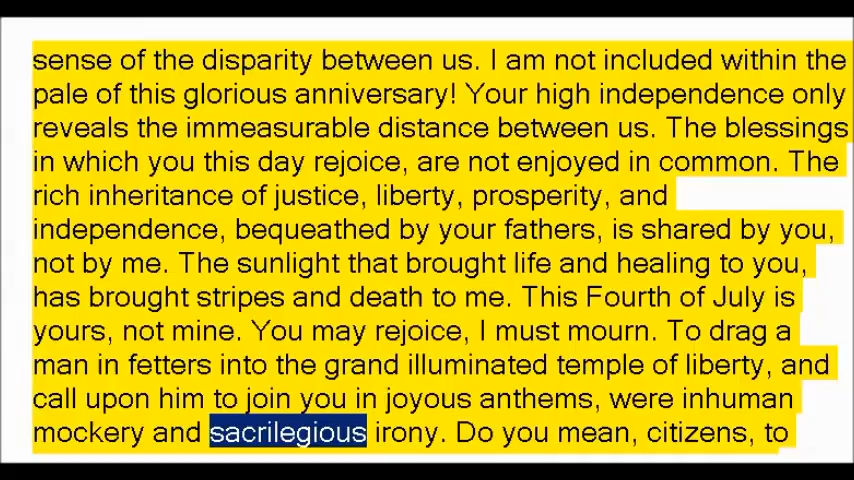 sense of the disparity between us. I am not included within the
pale of this glorious anniversary! Your high independence only
reveals the immeasurable distance between us. The blessings
in which you this day rejoice, are not enjoyed in common. The
rich inheritance of justice, liberty, prosperity, and
independence, bequeathed by your fathers, is shared by you,
not by me. The sunlight that brought life and healing to you,
has brought stripes and death to me. This Fourth of July is
yours, not mine. You may rejoice, I must mourn. To drag a
man in fetters into the grand illuminated temple of liberty, and
call upon him to join you in joyous anthems, were inhuman
mockery and sacrilegious irony. Do you mean, citizens, to